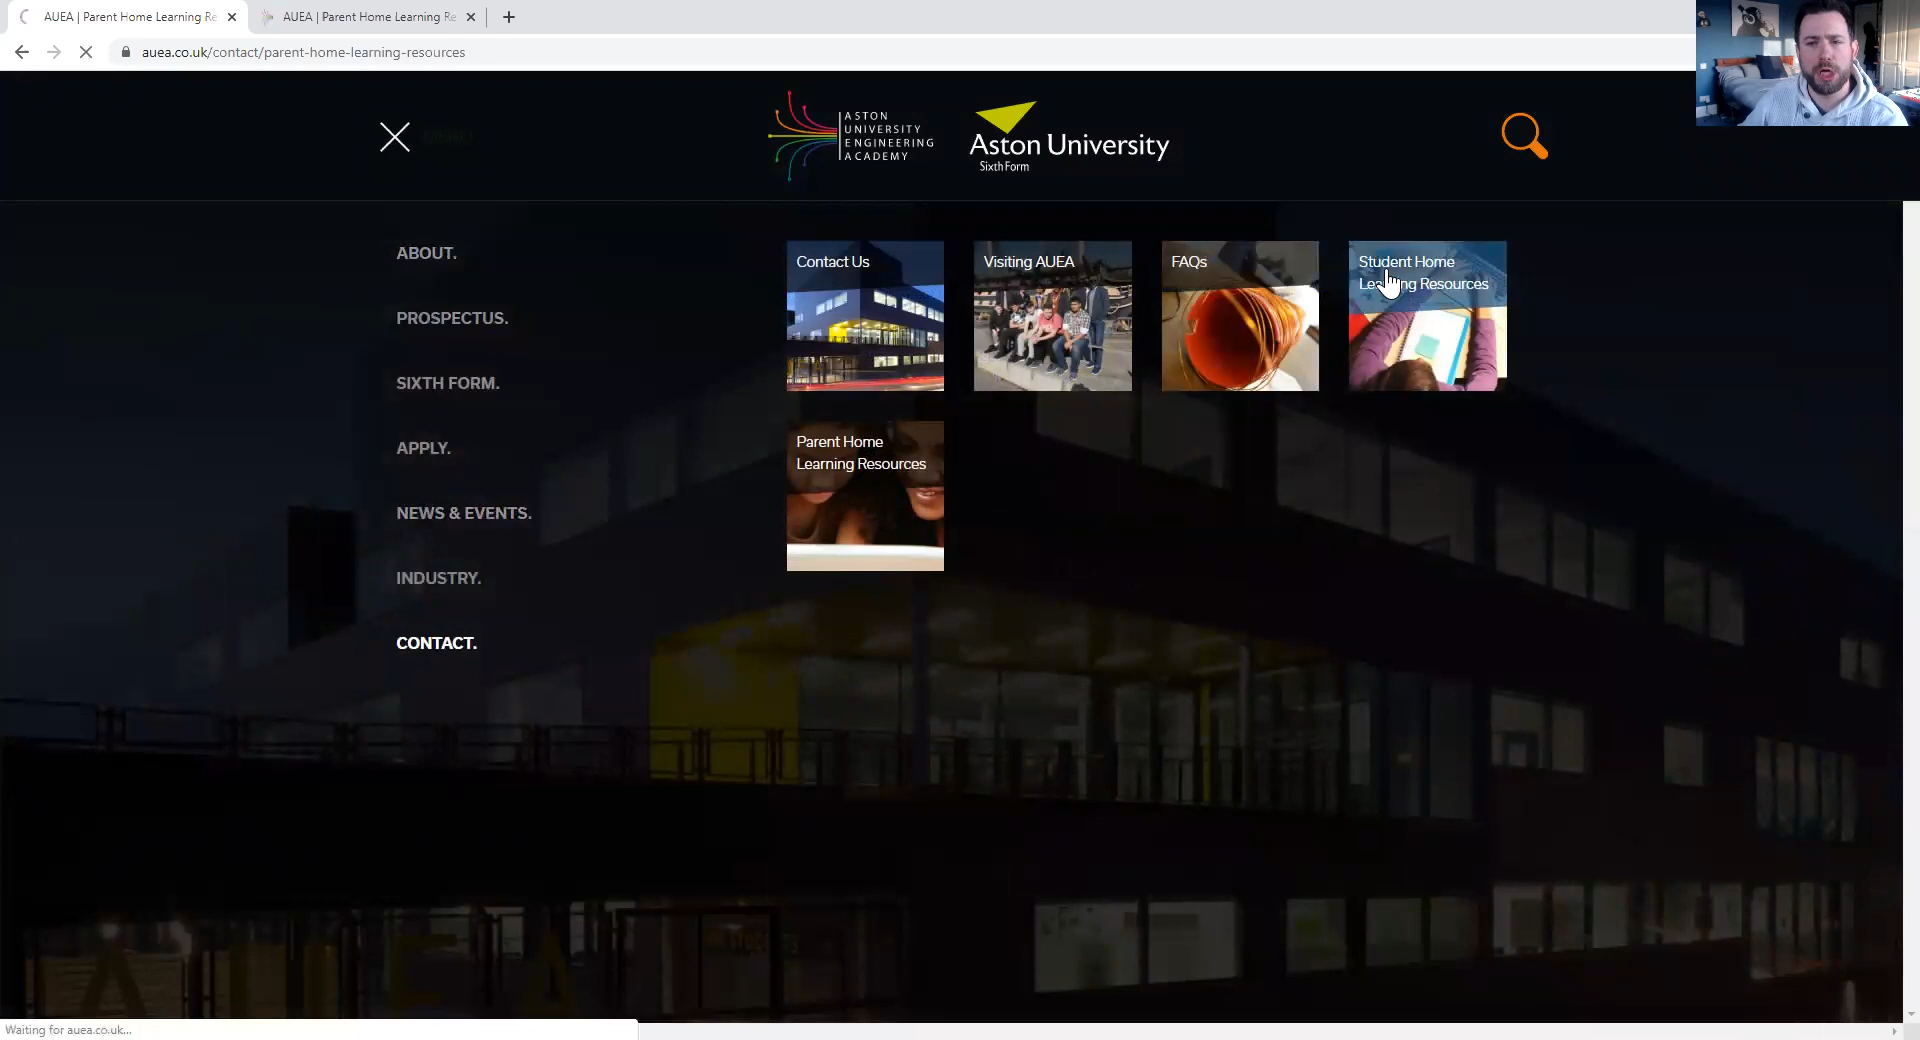 AUEA | Parent Home Learning Re
AUEA | Parent Home Learning Re
auea.co.uk/contact/parent-home-learning-resources
ASTON
UNIVERSITY
ENGINEERING
ACADEMY
Aston University
Sixth Form
ABOUT.
PROSPECTUS.
SIXTH FORM.
APPLY.
NEWS & EVENTS.
INDUSTRY.
CONTACT.
Contact Us
Visiting AUEA
FAQs
Student Home
Learning Resources
Parent Home
Learning Resources
AUEA
Waiting for auea.co.uk...